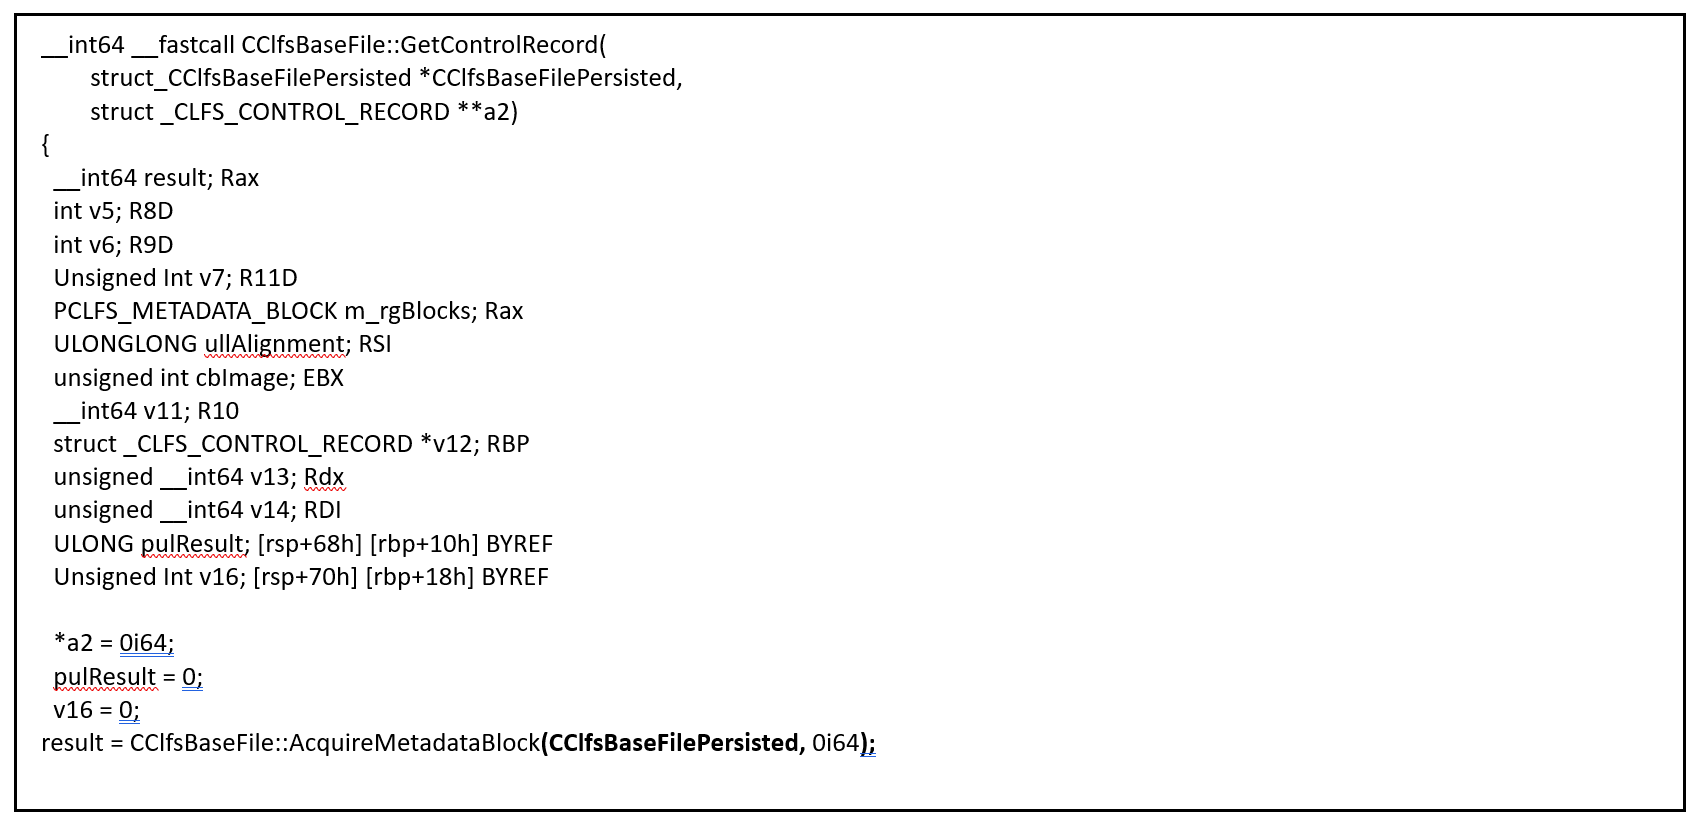 __int64 __fastcall CClfsBaseFile::GetControlRecord(
struct_CClfsBaseFilePersisted *CClfsBaseFilePersisted,
struct _CLFS_CONTROL_RECORD **a2)
{
__int64 result; Rax
int v5; R8D
int v6; R9D
Unsigned Int v7; R11D
PCLFS_METADATA_BLOCK m_rgBlocks; Rax
ULONGLONG ullAlignment; RSI
unsigned int cbImage; EBX
__int64 v11; R10
struct _CLFS_CONTROL_RECORD *v12; RBP
unsigned __int64 v13; Rdx
unsigned __int64 v14; RDI
ULONG pulResult; [rsp+68h] [rbp+10h] BYREF
Unsigned Int v16; [rsp+70h] [rbp+18h] BYREF
*a2 = 0i64;
pulResult = 0;
v16 = 0;
result = CClfsBaseFile::AcquireMetadataBlock(CClfsBaseFilePersisted, 0i64);